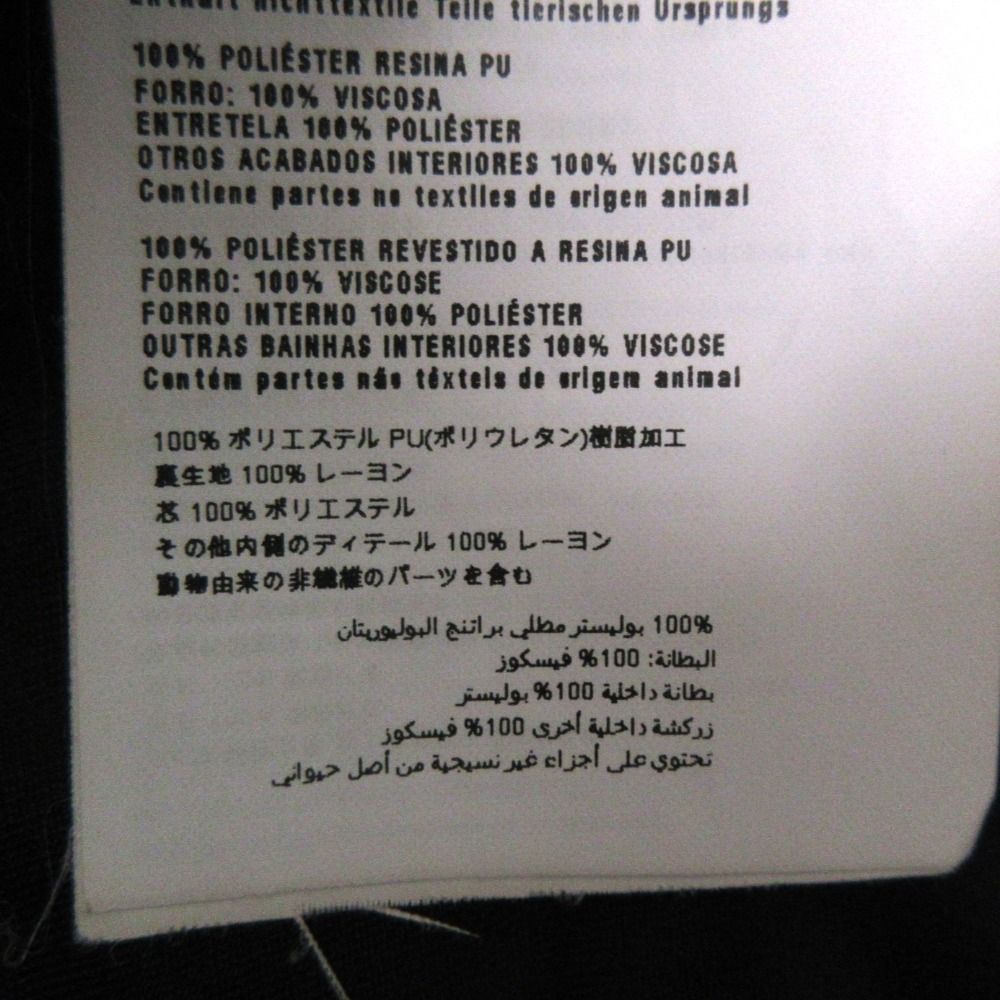 Enthält nichttextile Teile tierischen Ursprungs
100% POLIÉSTER RESINA PU
FORRO: 100% VISCOSA
ENTRETELA 100% POLIÉSTER
OTROS ACABADOS INTERIORES 100% VISCOSA
Contiene partes no textiles de origen animal
100% POLIÉSTER REVESTIDO A RESINA PU
FORRO: 100% VISCOSE
FORRO INTERNO 100% POLIÉSTER
OUTRAS BAINHAS INTERIORES 100% VISCOSE
Contém partes não têxteis de origem animal
100% ポリエステル PU(ポリウレタン)樹脂加工
裏生地 100% レーヨン
芯 100% ポリエステル
その他内側のディテール 100% レーヨン
動物由来の非繊維のパーツを含む
100% بوليستر مطلي براتنج البوليوريتان
البطانة: 100% فيسكوز
بطانة داخلية 100% بوليستر
زركشة داخلية أخرى 100% فيسكوز
تحتوي على أجزاء غير نسيجية من أصل حيواني